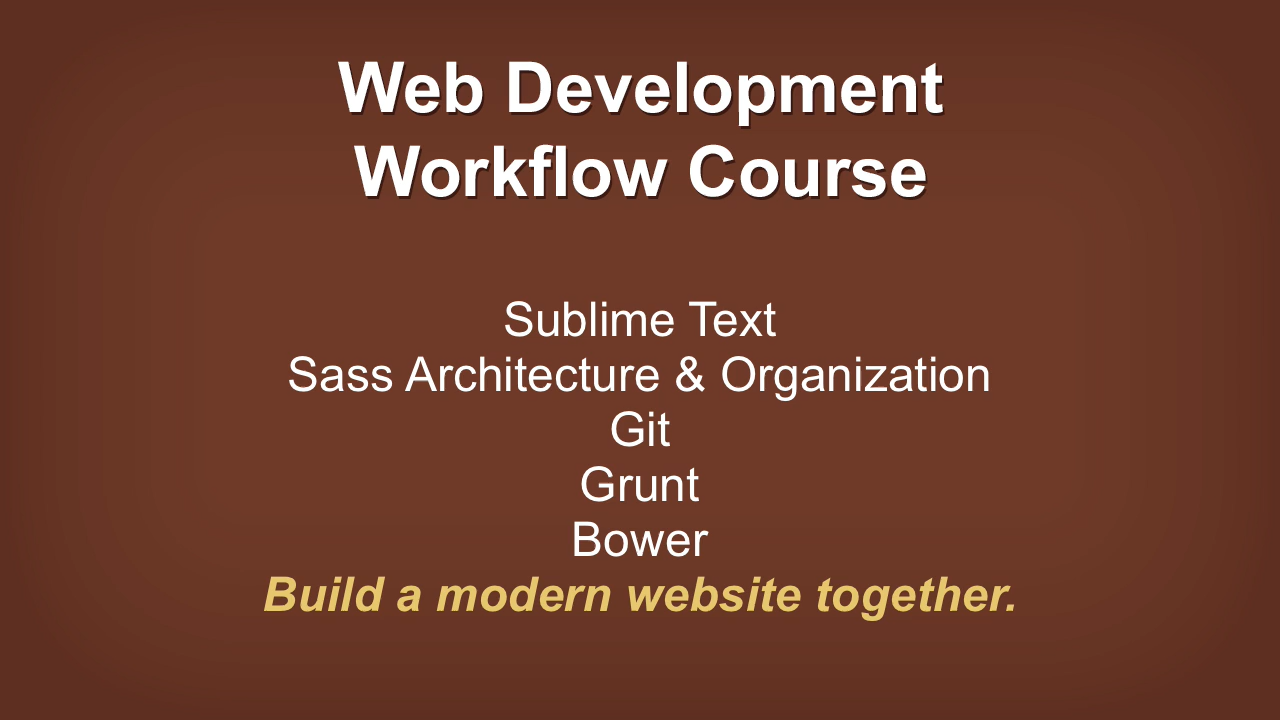 Web Development
Workflow Course
Sublime Text
Sass Architecture & Organization
Git
Grunt
Bower
Build a modern website together.